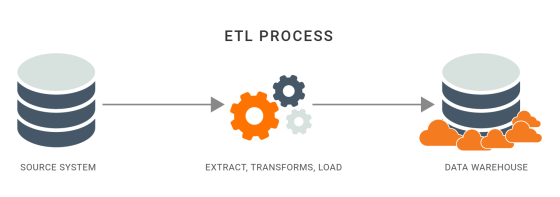 ETL PROCESS
SOURCE SYSTEM
EXTRACT, TRANSFORMS, LOAD
DATA WAREHOUSE